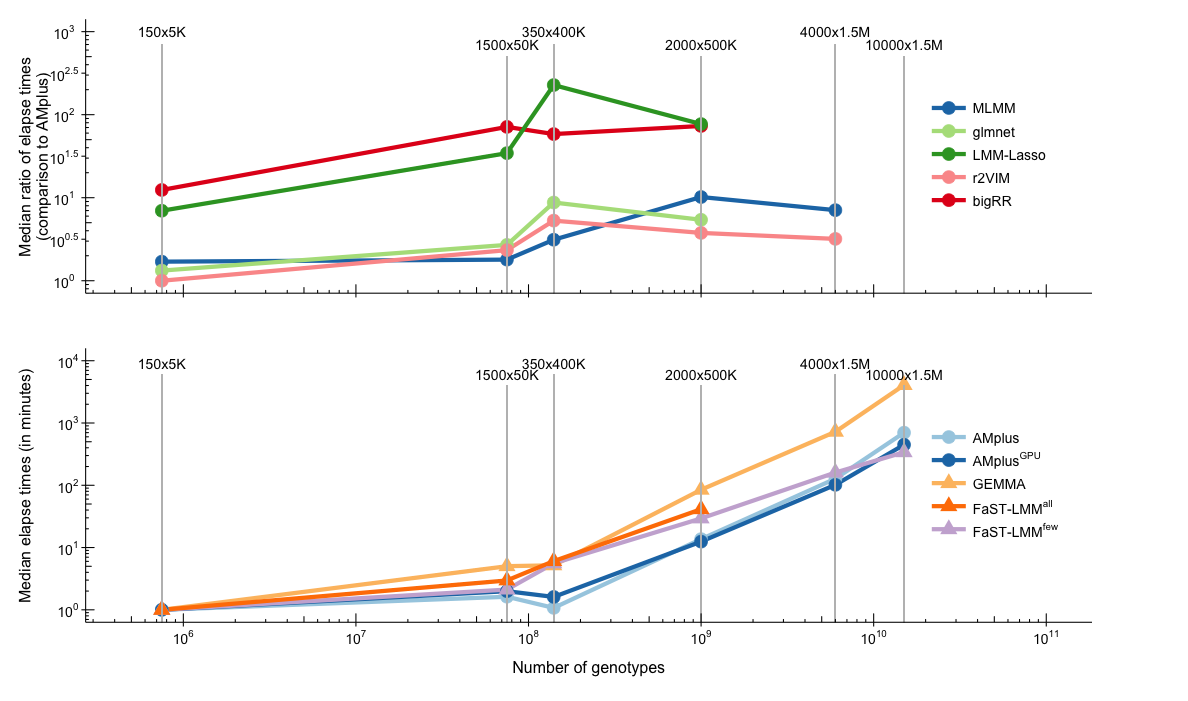 Median ratio of elapse times
(comparison to AMplus)
10^3
10^2.5
10^2
10^1.5
10^1
10^0.5
10^0
150x5K
1500x50K
350x400K
2000x500K
4000x1.5M
10000x1.5M
MLMM
glmnet
LMM-Lasso
r2VIM
bigRR
Median elapse times (in minutes)
10^4
10^3
10^2
10^1
10^0
150x5K
1500x50K
350x400K
2000x500K
4000x1.5M
10000x1.5M
AMplus
AMplus^GPU
GEMMA
FaST-LMM^all
FaST-LMM^few
10^6 10^7 10^8 10^9 10^10 10^11
Number of genotypes